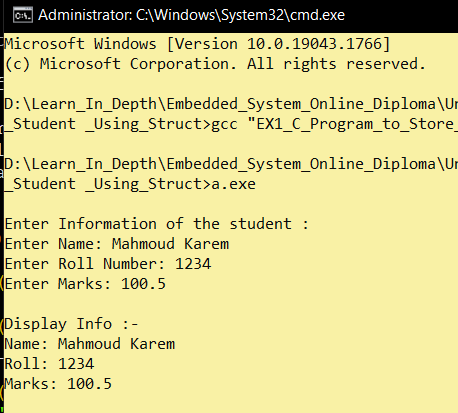 Administrator: C:\Windows\System32\cmd.exe
Microsoft Windows [Version 10.0.19043.1766]
(c) Microsoft Corporation. All rights reserved.
D:\Learn_In_Depth\Embedded_System_Online_Diploma\Un
_Student _Using_Struct>gcc "EX1_C_Program_to_Store_
D:\Learn_In_Depth\Embedded_System_Online_Diploma\Un
_Student _Using_Struct>a.exe
Enter Information of the student :
Enter Name: Mahmoud Karem
Enter Roll Number: 1234
Enter Marks: 100.5
Display Info :-
Name: Mahmoud Karem
Roll: 1234
Marks: 100.5